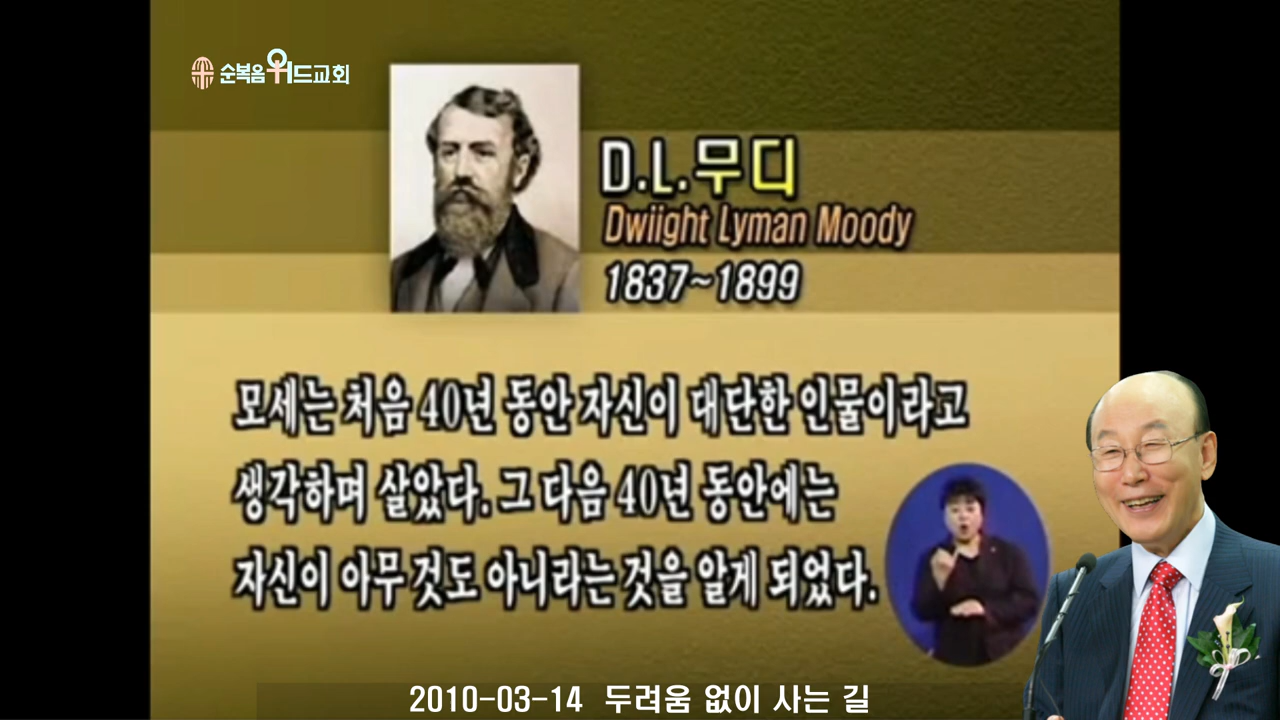 순복음위드교회
D.L.무디
Dwiight Lyman Moody
1837~1899
모세는 처음 40년 동안 자신이 대단한 인물이라고
생각하며 살았다. 그 다음 40년 동안에는
자신이 아무 것도 아니라는 것을 알게 되었다.
2010-03-14 두려움 없이 사는 길